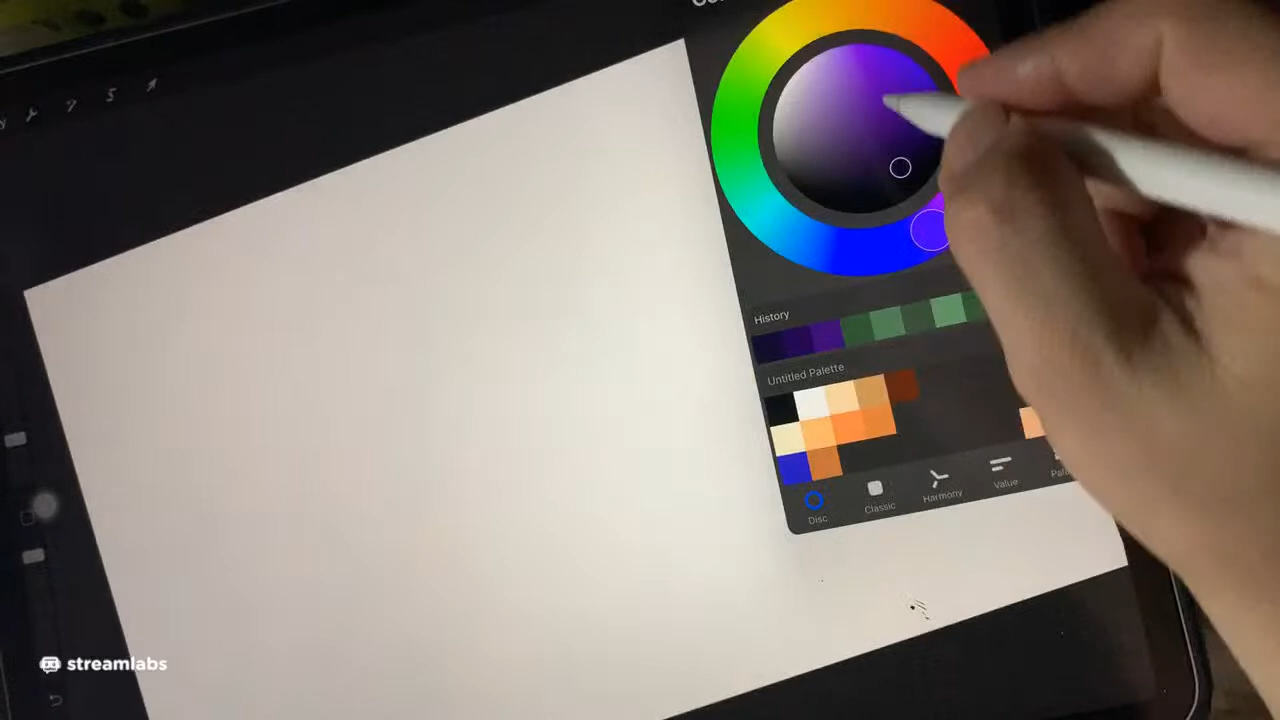 History
Untitled Palette
Disc
Classic
Harmony
Value
streamlabs